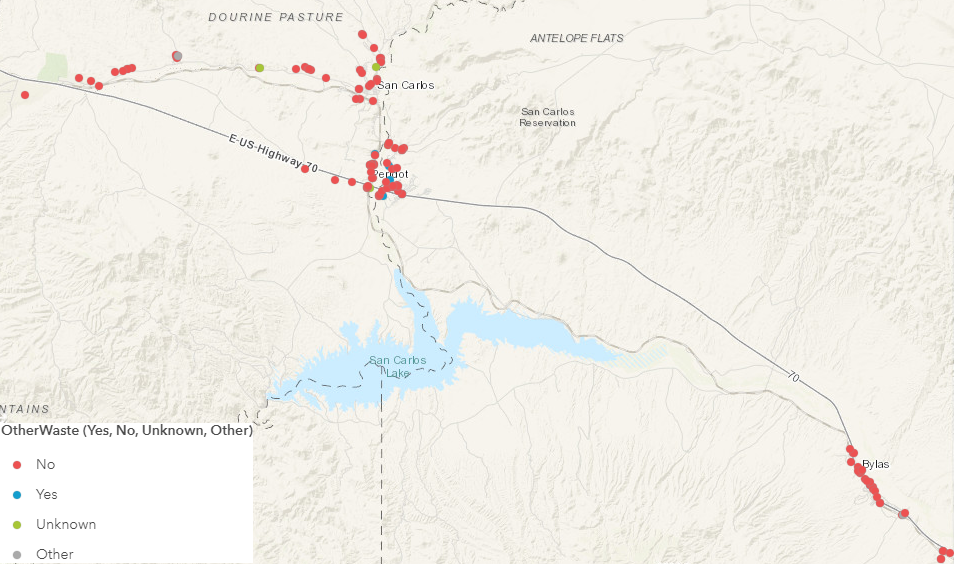 DOURINE PASTURE
ANTELOPE FLATS
San Carlos
San Carlos
Reservation
E-US-Highway 70
Peridot
San Carlos
Lake
70
NTAINS
OtherWaste (Yes, No, Unknown, Other)
Bylas
No
Yes
Unknown
Other